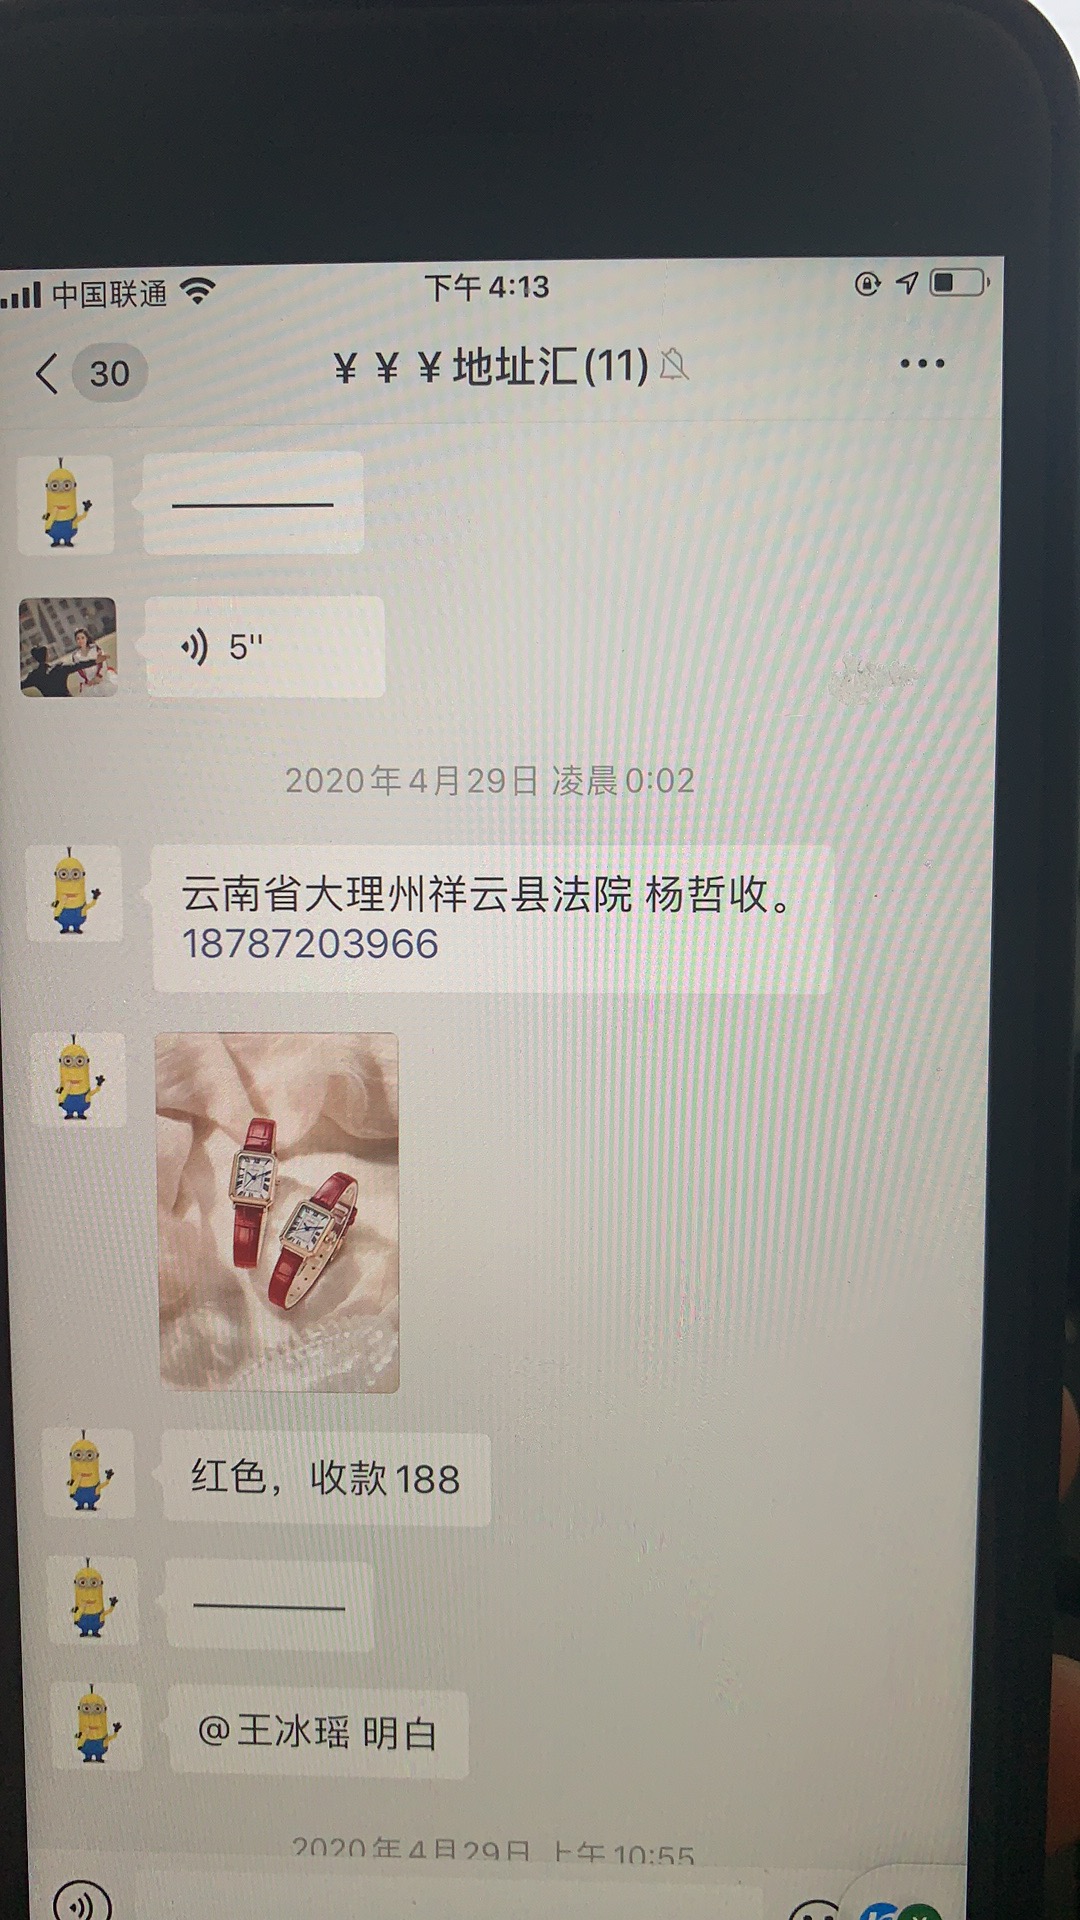 中国联通
下午 4:13
30
¥ ¥ ¥ 地址汇(11)
5"
2020年4月29日 凌晨0:02
云南省大理州祥云县法院 杨哲收。
18787203966
红色，收款188
@王冰瑶 明白
2020年4月29日 上午10:55